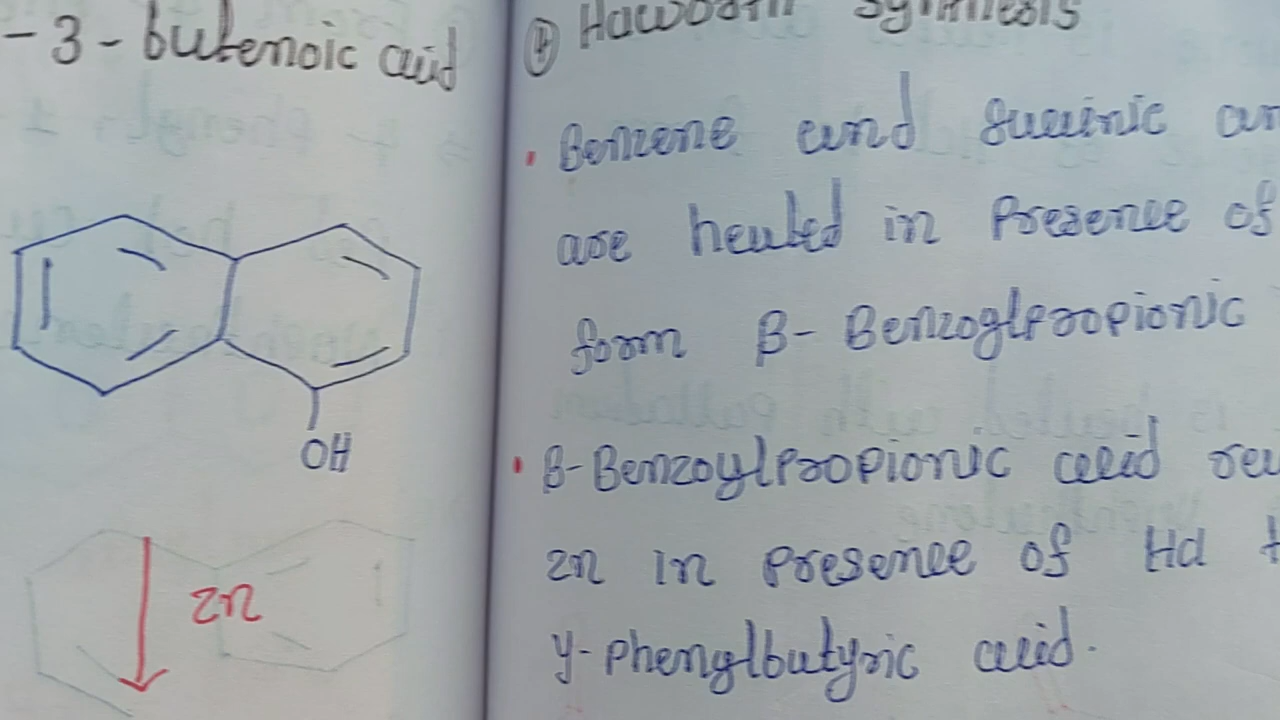 -3-butenoic acid
OH
zn
④ Haworth synthesis
• Benzene and Succinic an
are heated in Presence of
form β- Benzoylpropionic
• β-Benzoylpropionic acid
zn in presence of Hcl
γ-phenylbutyric acid.